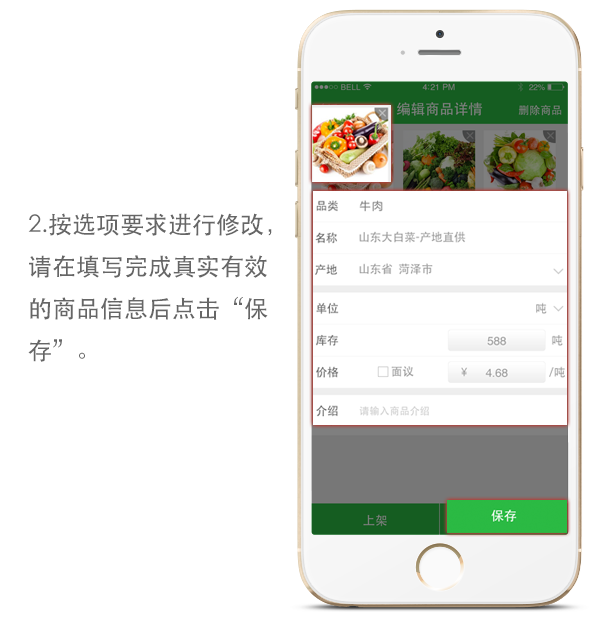 BELL 4:21 PM 22%
编辑商品详情 删除商品
品类 牛肉
名称 山东大白菜-产地直供
2.按选项要求进行修改，
请在填写完成真实有效
的商品信息后点击“保
存”。
产地 山东省 菏泽市
单位 吨
库存 588 吨
价格 面议 ¥ 4.68 /吨
介绍 请输入商品介绍
上架 保存